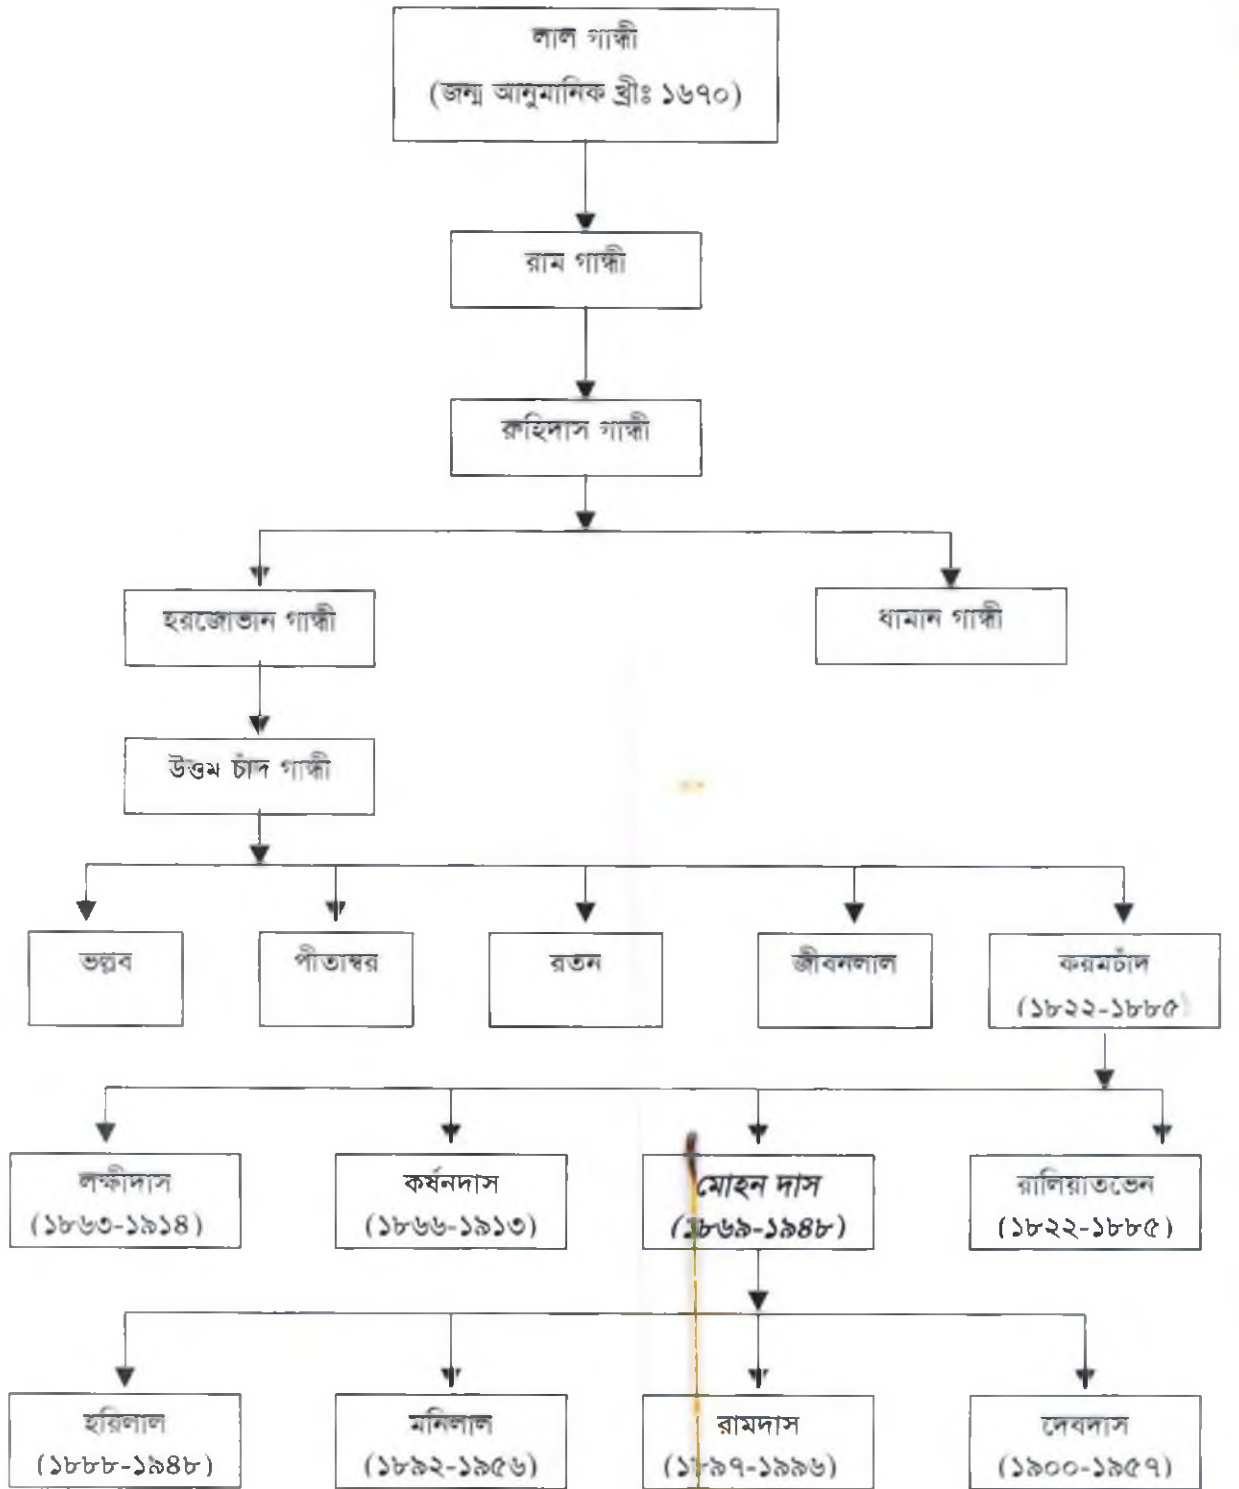 লাল গান্ধী
(জন্ম আনুমানিক খ্রীঃ ১৬৭০)
রাম গান্ধী
রুহিদাস গান্ধী
হরজোভান গান্ধী
ধামান গান্ধী
উত্তম চাঁদ গান্ধী
ভল্লব
পীতাম্বর
রতন
জীবনলাল
করমচাঁদ
(১৮২২-১৮৮৫)
লক্ষীদাস
(১৮৬৩-১৯১৪)
কর্ষনদাস
(১৮৬৬-১৯১৩)
মোহন দাস
(১৮৬৯-১৯৪৮)
রালিয়াতভেন
(১৮২২-১৮৮৫)
হরিলাল
(১৮৮৮-১৯৪৮)
মনিলাল
(১৮৯২-১৯৫৬)
রামদাস
(১৮৯৭-১৯৯৬)
দেবদাস
(১৯০০-১৯৫৭)